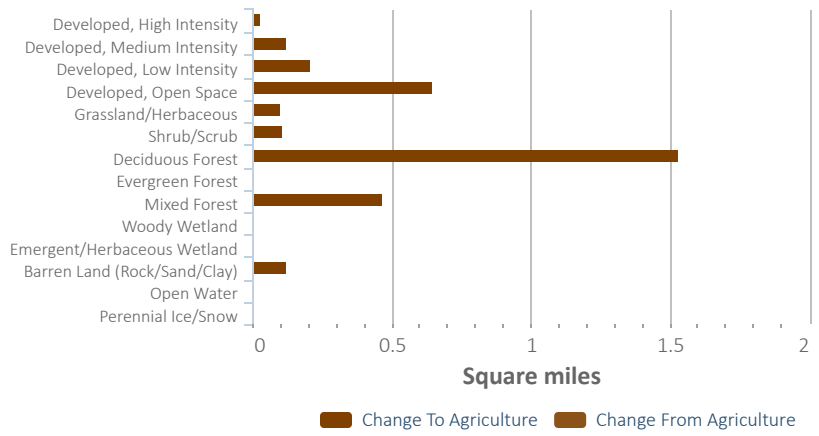 Developed, High Intensity
Developed, Medium Intensity
Developed, Low Intensity
Developed, Open Space
Grassland/Herbaceous
Shrub/Scrub
Deciduous Forest
Evergreen Forest
Mixed Forest
Woody Wetland
Emergent/Herbaceous Wetland
Barren Land (Rock/Sand/Clay)
Open Water
Perennial Ice/Snow
0 0.5 1 1.5 2
Square miles
Change To Agriculture Change From Agriculture